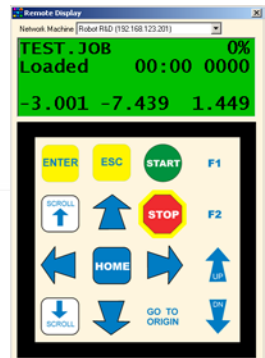 Remote Display
Network Machine Robot R&D (192.168.123.201)
TEST.JOB 0%
Loaded 00:00 0000
-3.001 -7.439 1.449
ENTER ESC START F1
SCROLL STOP F2
HOME UP
SCROLL GO TO ORIGIN DN